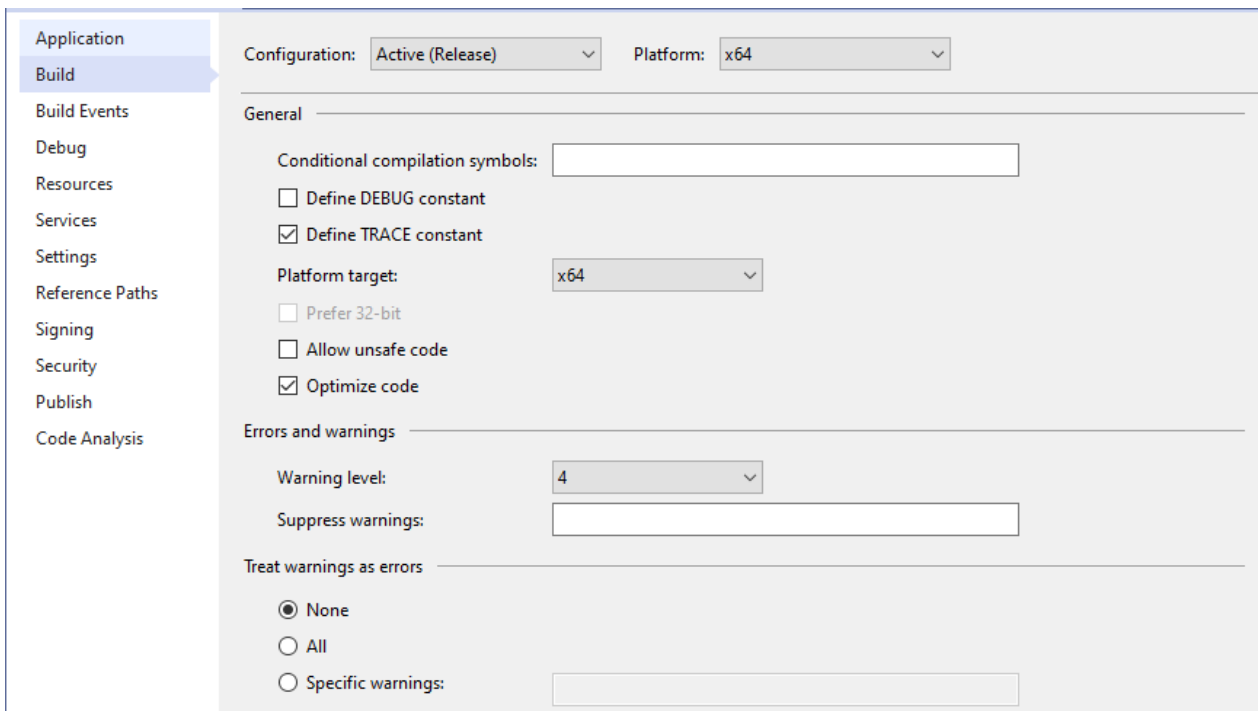 Application
Build
Build Events
Debug
Resources
Services
Settings
Reference Paths
Signing
Security
Publish
Code Analysis
Configuration: Active (Release) Platform: x64
General
Conditional compilation symbols:
Define DEBUG constant
Define TRACE constant
Platform target: x64
Prefer 32-bit
Allow unsafe code
Optimize code
Errors and warnings
Warning level: 4
Suppress warnings:
Treat warnings as errors
None
All
Specific warnings: